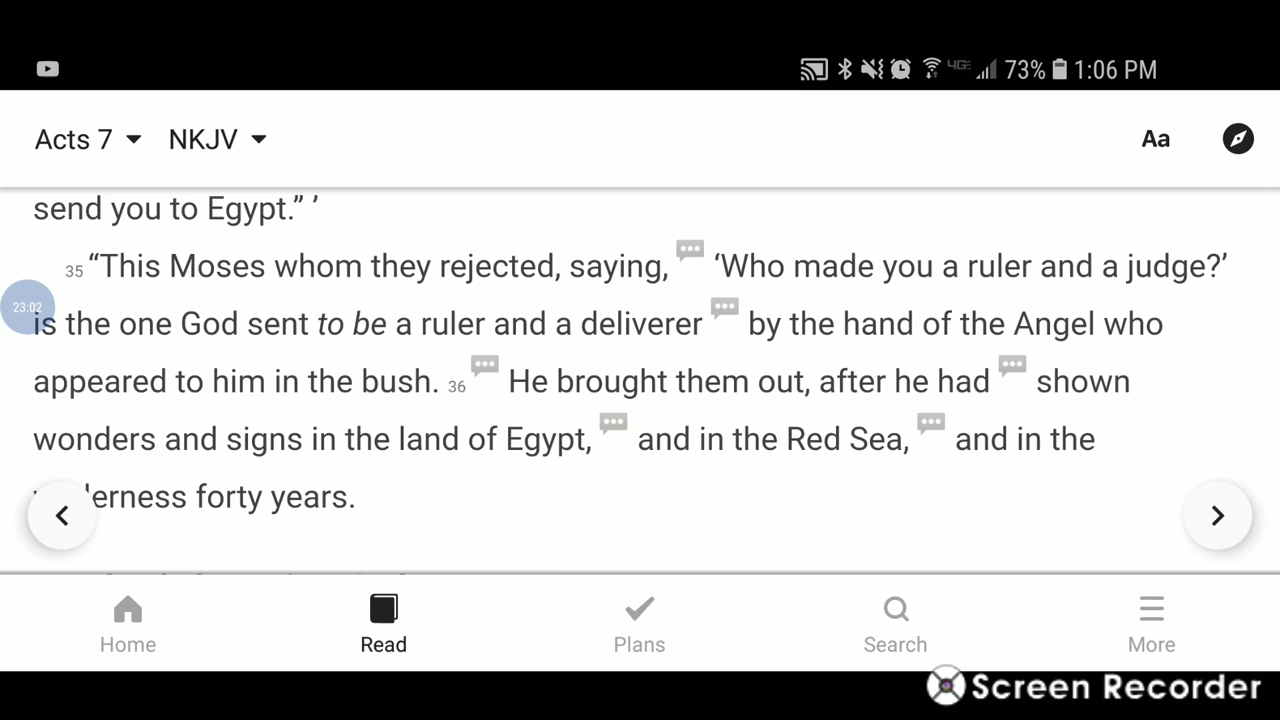 4GE 73% 1:06 PM
Acts 7 NKJV Aa
send you to Egypt.” ’
35 “This Moses whom they rejected, saying, ‘Who made you a ruler and a judge?’
23:02
is the one God sent to be a ruler and a deliverer by the hand of the Angel who
appeared to him in the bush. 36 He brought them out, after he had shown
wonders and signs in the land of Egypt, and in the Red Sea, and in the
erness forty years.
Home Read Plans Search More
Screen Recorder